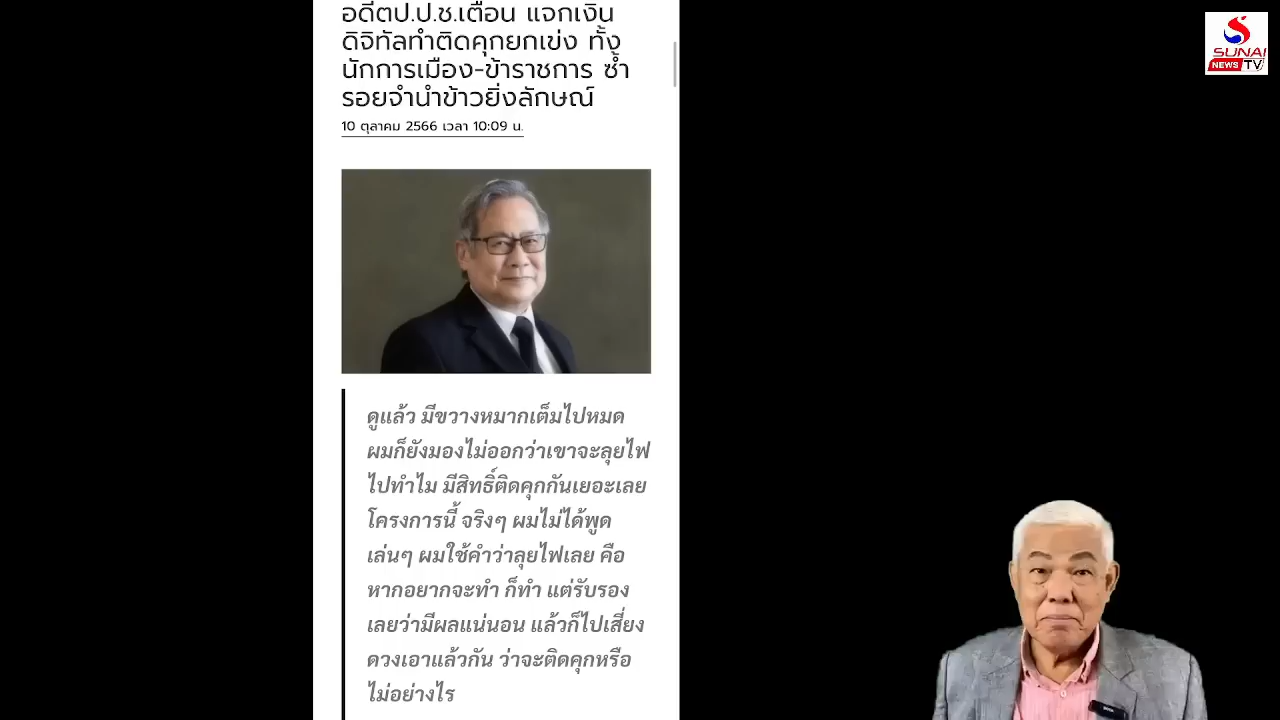 อดีตป.ป.ช.เตือน แจกเงิน
ดิจิทัลทำติดคุกยกเข่ง ทั้ง
นักการเมือง-ข้าราชการ ซ้ำ
รอยจำนำข้าวยิ่งลักษณ์
10 ตุลาคม 2566 เวลา 10:09 น.
ดูแล้ว มีขวางหมากเต็มไปหมด
ผมก็ยังมองไม่ออกว่าเขาจะลุยไฟ
ไปทำไม มีสิทธิ์ติดคุกกันเยอะเลย
โครงการนี้ จริงๆ ผมไม่ได้พูด
เล่นๆ ผมใช้คำว่าลุยไฟเลย คือ
หากอยากจะทำ ก็ทำ แต่รับรอง
เลยว่ามีผลแน่นอน แล้วก็ไปเสี่ยง
ดวงเอาแล้วกัน ว่าจะติดคุกหรือ
ไม่อย่างไร
SUNAI
NEWS TV